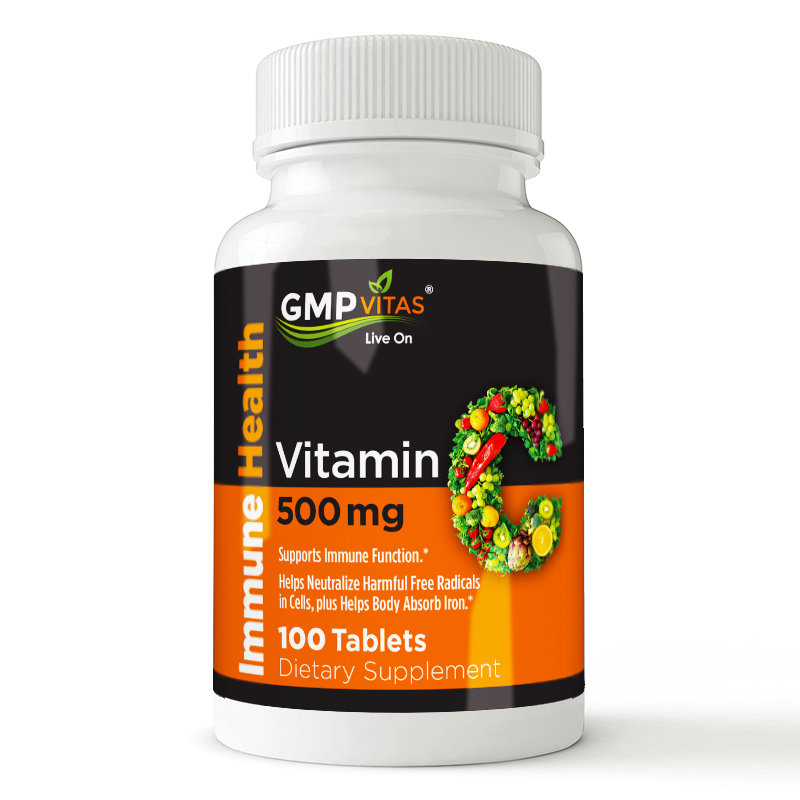 GMP VITAS®
Live On
Immune Health
Vitamin C
500 mg
Supports Immune Function.*
Helps Neutralize Harmful Free Radicals
in Cells, plus Helps Body Absorb Iron.*
100 Tablets
Dietary Supplement